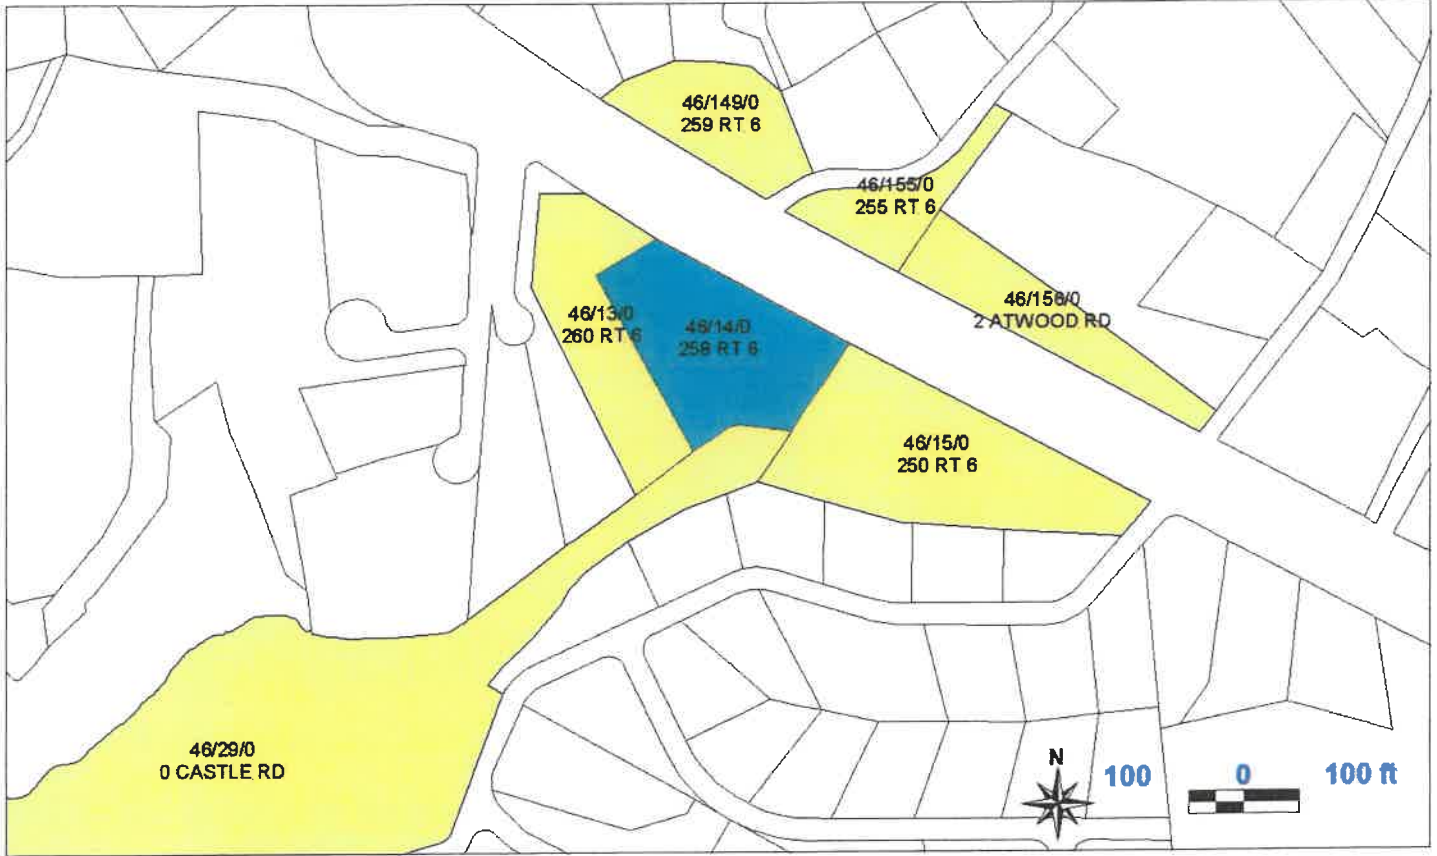 46/149/0
259 RT 6
46/155/0
255 RT 6
46/156/0
2 ATWOOD RD
46/13/0
260 RT 6
46/14/0
258 RT 6
46/15/0
250 RT 6
46/29/0
0 CASTLE RD
N
100 0 100 ft